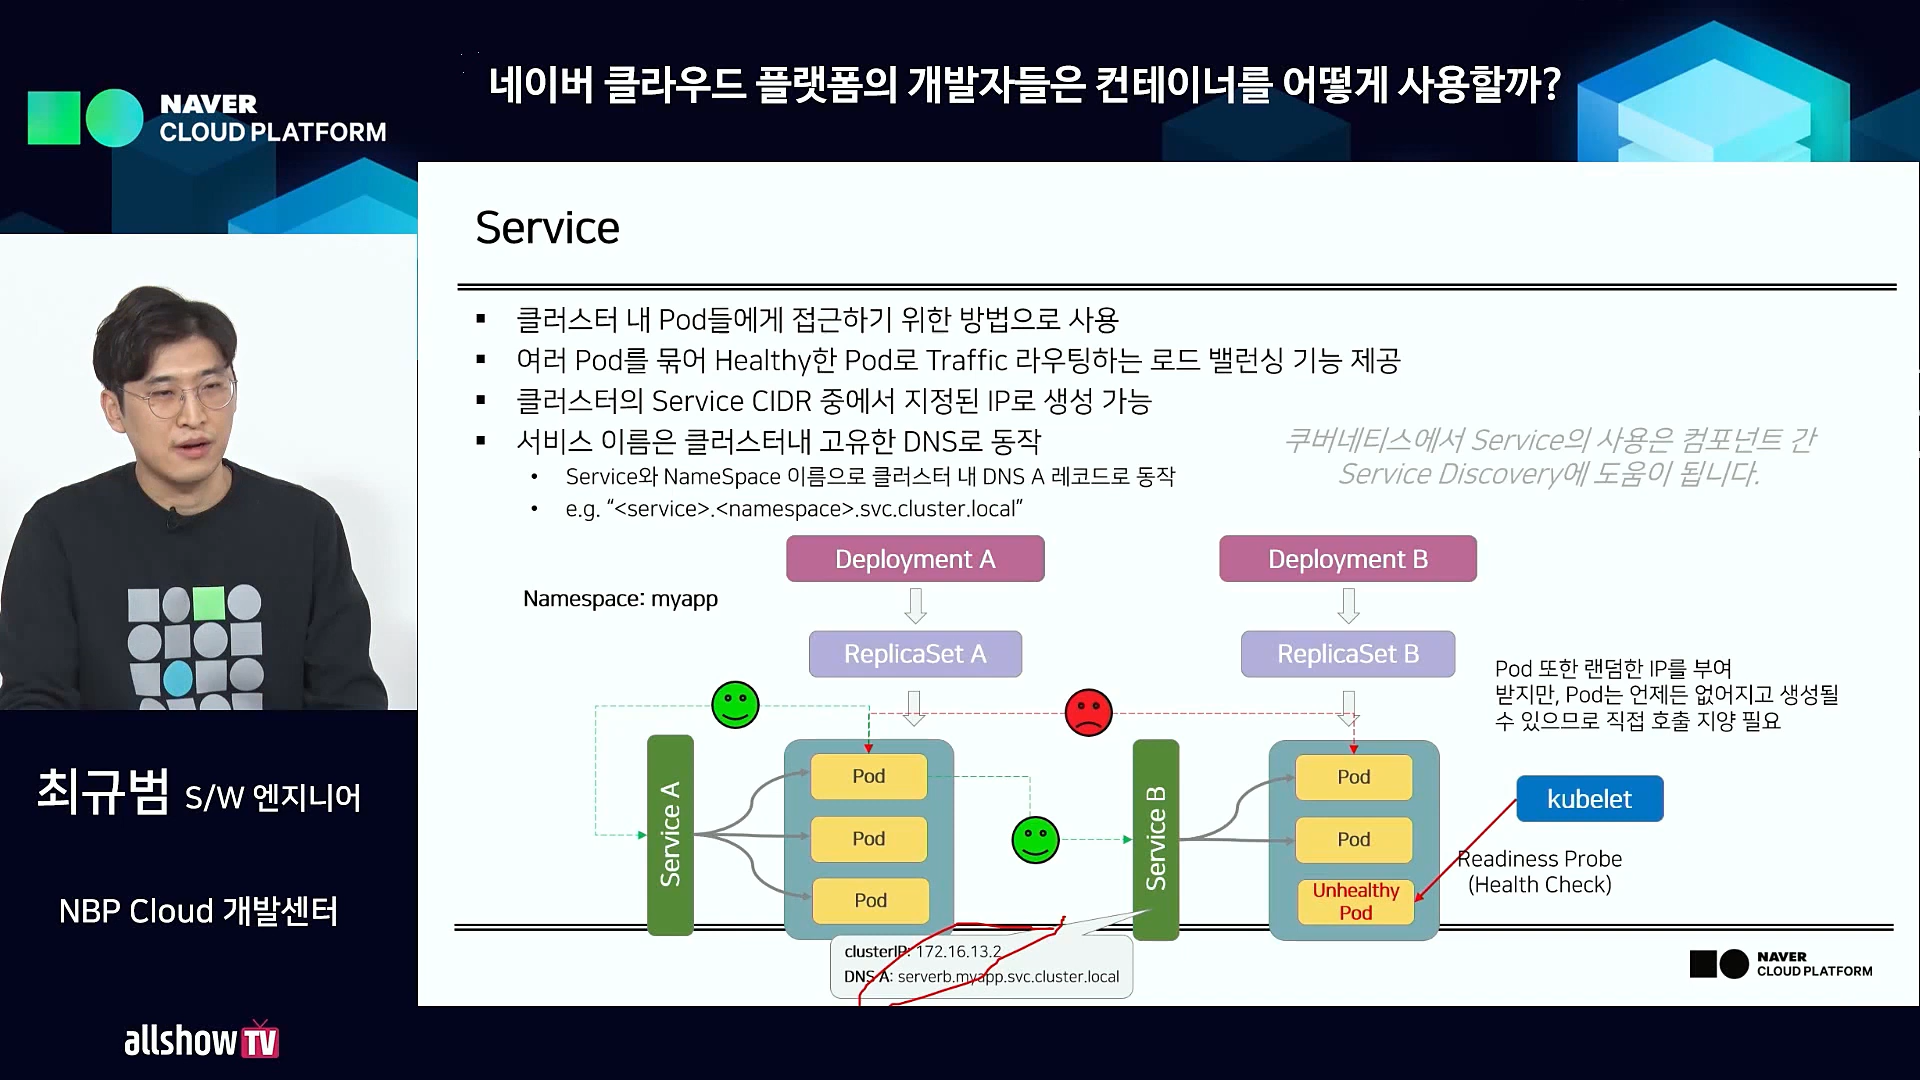 네이버 클라우드 플랫폼의 개발자들은 컨테이너를 어떻게 사용할까?
NAVER
CLOUD PLATFORM
Service
▪ 클러스터 내 Pod들에게 접근하기 위한 방법으로 사용
▪ 여러 Pod를 묶어 Healthy한 Pod로 Traffic 라우팅하는 로드 밸런싱 기능 제공
▪ 클러스터의 Service CIDR 중에서 지정된 IP로 생성 가능
▪ 서비스 이름은 클러스터내 고유한 DNS로 동작
• Service와 NameSpace 이름으로 클러스터 내 DNS A 레코드로 동작
• e.g. “<service>.<namespace>.svc.cluster.local”
쿠버네티스에서 Service의 사용은 컴포넌트 간
Service Discovery에 도움이 됩니다.
Deployment A
Deployment B
Namespace: myapp
ReplicaSet A
ReplicaSet B
Pod 또한 랜덤한 IP를 부여
받지만, Pod는 언제든 없어지고 생성될
수 있으므로 직접 호출 지양 필요
Service A
Pod
Pod
Pod
Service B
Pod
Pod
Unhealthy
Pod
kubelet
Readiness Probe
(Health Check)
clusterIP: 172.16.13.2
DNS A: serverb.myapp.svc.cluster.local
NAVER
CLOUD PLATFORM
최규범 S/W 엔지니어
NBP Cloud 개발센터
allshow TV